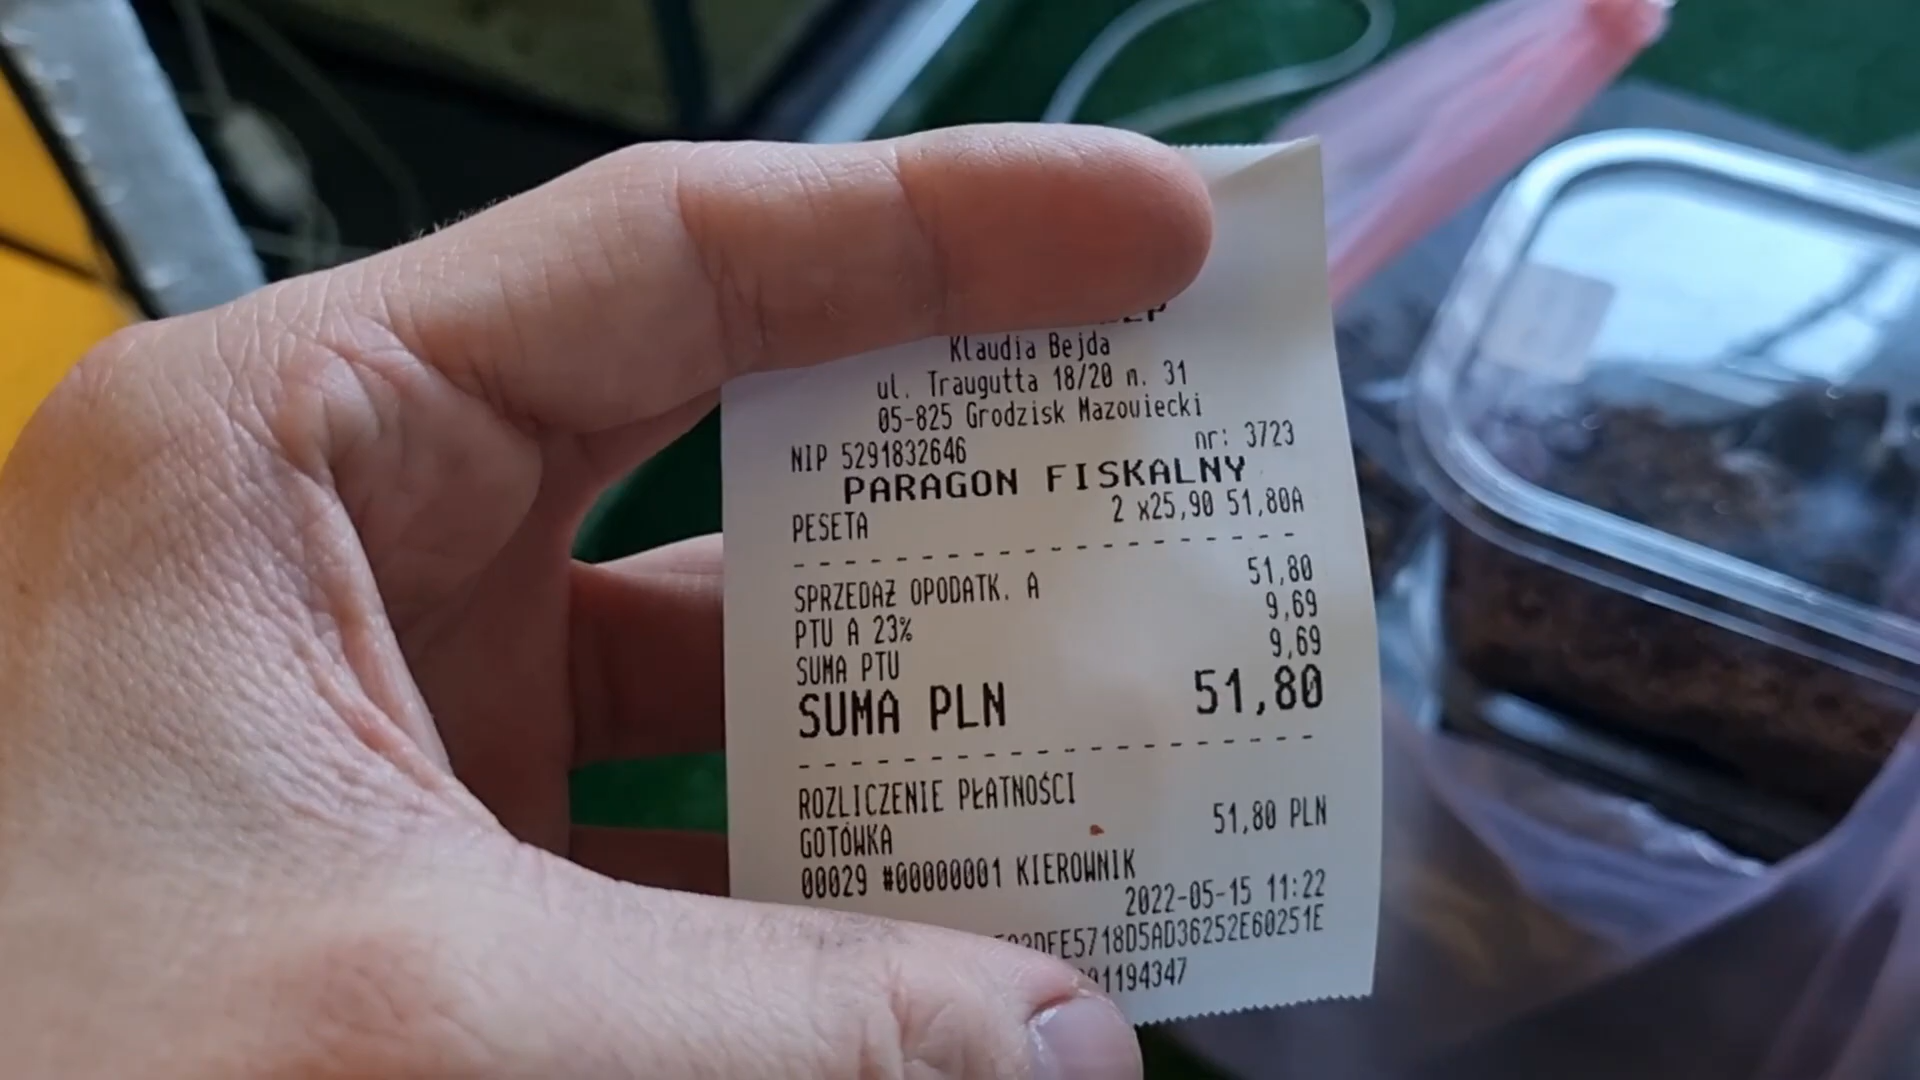 Klaudia Bejda
ul. Traugutta 18/20 n. 31
05-825 Grodzisk Mazowiecki
NIP 5291832646 nr: 3723
PARAGON FISKALNY
PESETA 2 x25,90 51,80A
SPRZEDAŻ OPODATK. A 51,80
PTU A 23% 9,69
SUMA PTU 9,69
SUMA PLN 51,80
ROZLICZENIE PŁATNOŚCI
GOTÓWKA 51,80 PLN
00029 #00000001 KIEROWNIK
2022-05-15 11:22
DFE5718D5AD36252E60251E
1194347